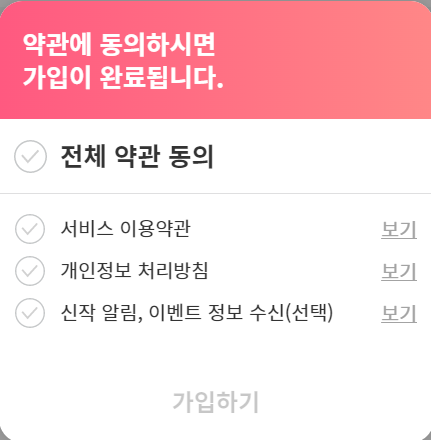 약관에 동의하시면
가입이 완료됩니다.
전체 약관 동의
서비스 이용약관 보기
개인정보 처리방침 보기
신작 알림, 이벤트 정보 수신(선택) 보기
가입하기